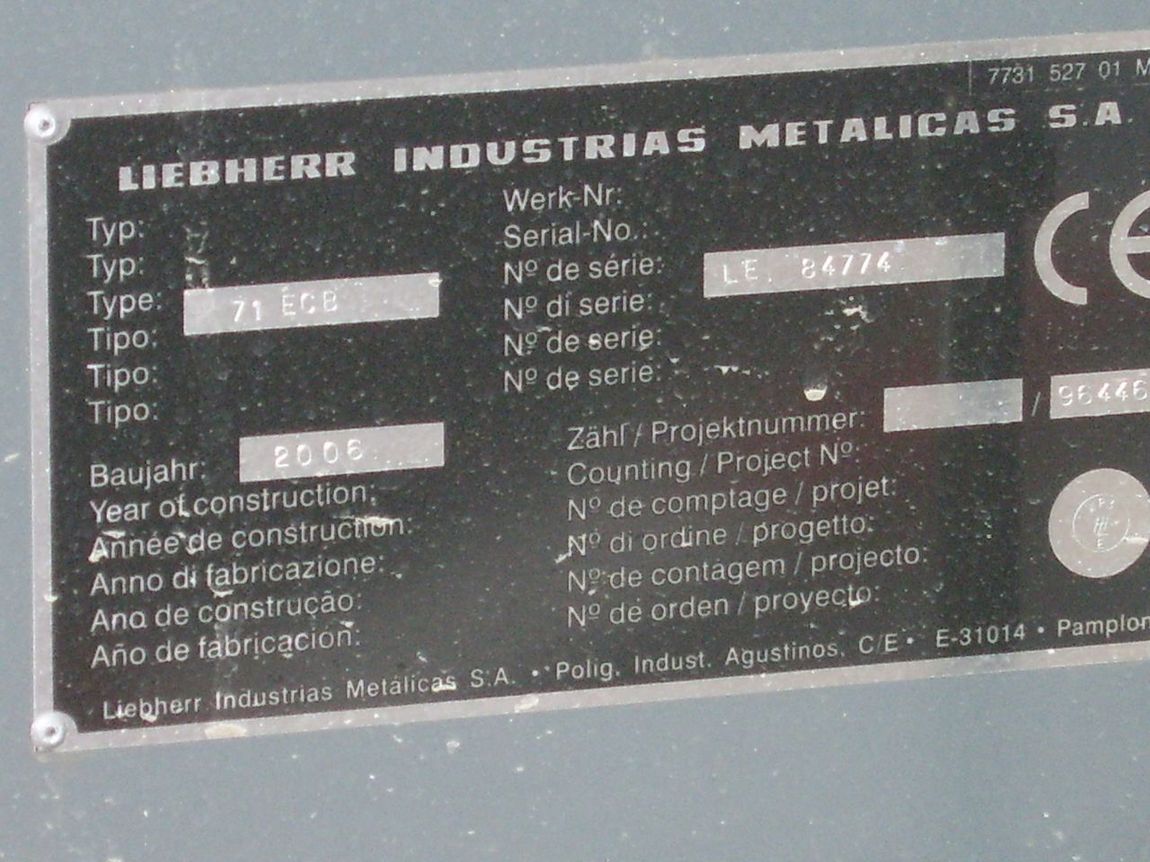 7731 527 01 M
LIEBHERR INDUSTRIAS METALICAS S.A.
Typ:
Typ:
Type: 71 ECB
Tipo:
Tipo:
Tipo:
Werk-Nr:
Serial-No.:
Nº de série: LE 84774
Nº di serie:
Nº de serie:
Nº de serie:
CE
Baujahr: 2006
Year of construction:
Année de construction:
Anno di fabricazione:
Ano de construcão:
Año de fabricacion:
Zähl / Projektnummer: / 96446
Counting / Project Nº:
Nº de comptage / projet:
Nº di ordine / progetto:
Nº de contagem / projecto:
Nº de orden / proyecto:
Liebherr Industrias Metálicas S.A. • Polig. Indust. Agustinos, C/E • E-31014 • Pamplon